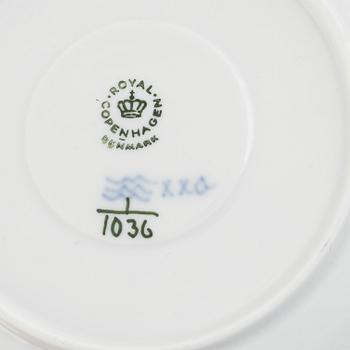 ROYAL
COPENHAGEN
DENMARK
1
1036